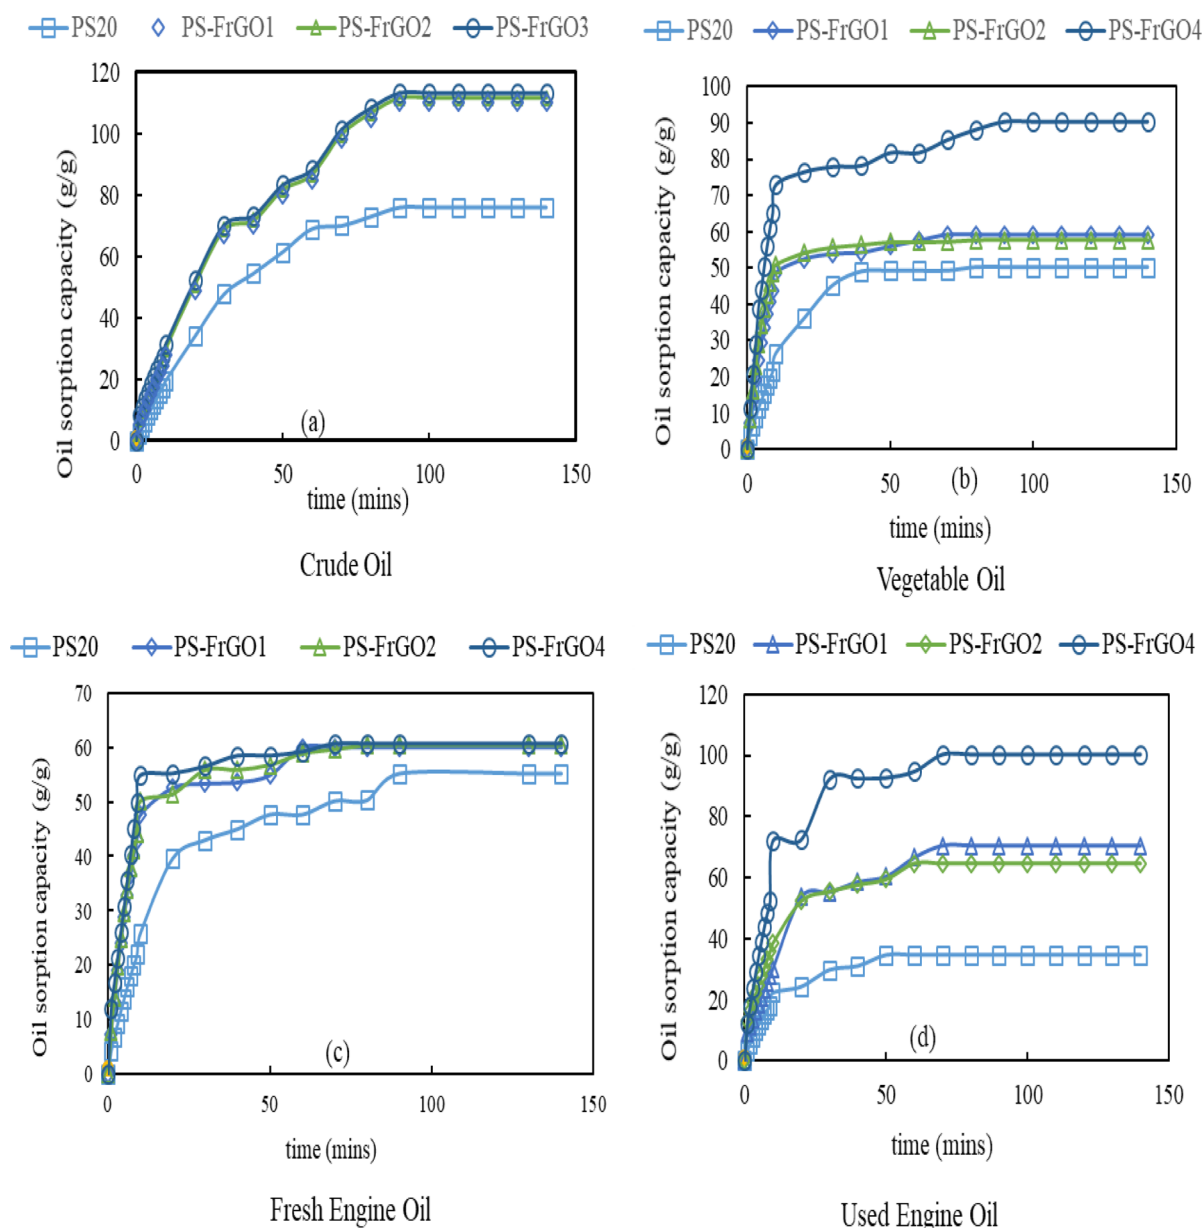 PS20 PS-FrGO1 PS-FrGO2 PS-FrGO3
120
100
80
60
40
20
0
0 50 100 150
Oil sorption capacity (g/g)
(a)
time (mins)
Crude Oil
PS20 PS-FrGO1 PS-FrGO2 PS-FrGO4
100
90
80
70
60
50
40
30
20
10
0
0 50 100 150
Oil sorption capacity (g/g)
(b)
time (mins)
Vegetable Oil
PS20 PS-FrGO1 PS-FrGO2 PS-FrGO4
70
60
50
40
30
20
10
0
0 50 100 150
Oil sorption capacity (g/g)
(c)
time (mins)
Fresh Engine Oil
PS20 PS-FrGO1 PS-FrGO2 PS-FrGO4
120
100
80
60
40
20
0
0 50 100 150
Oil sorption capacity (g/g)
(d)
time (mins)
Used Engine Oil